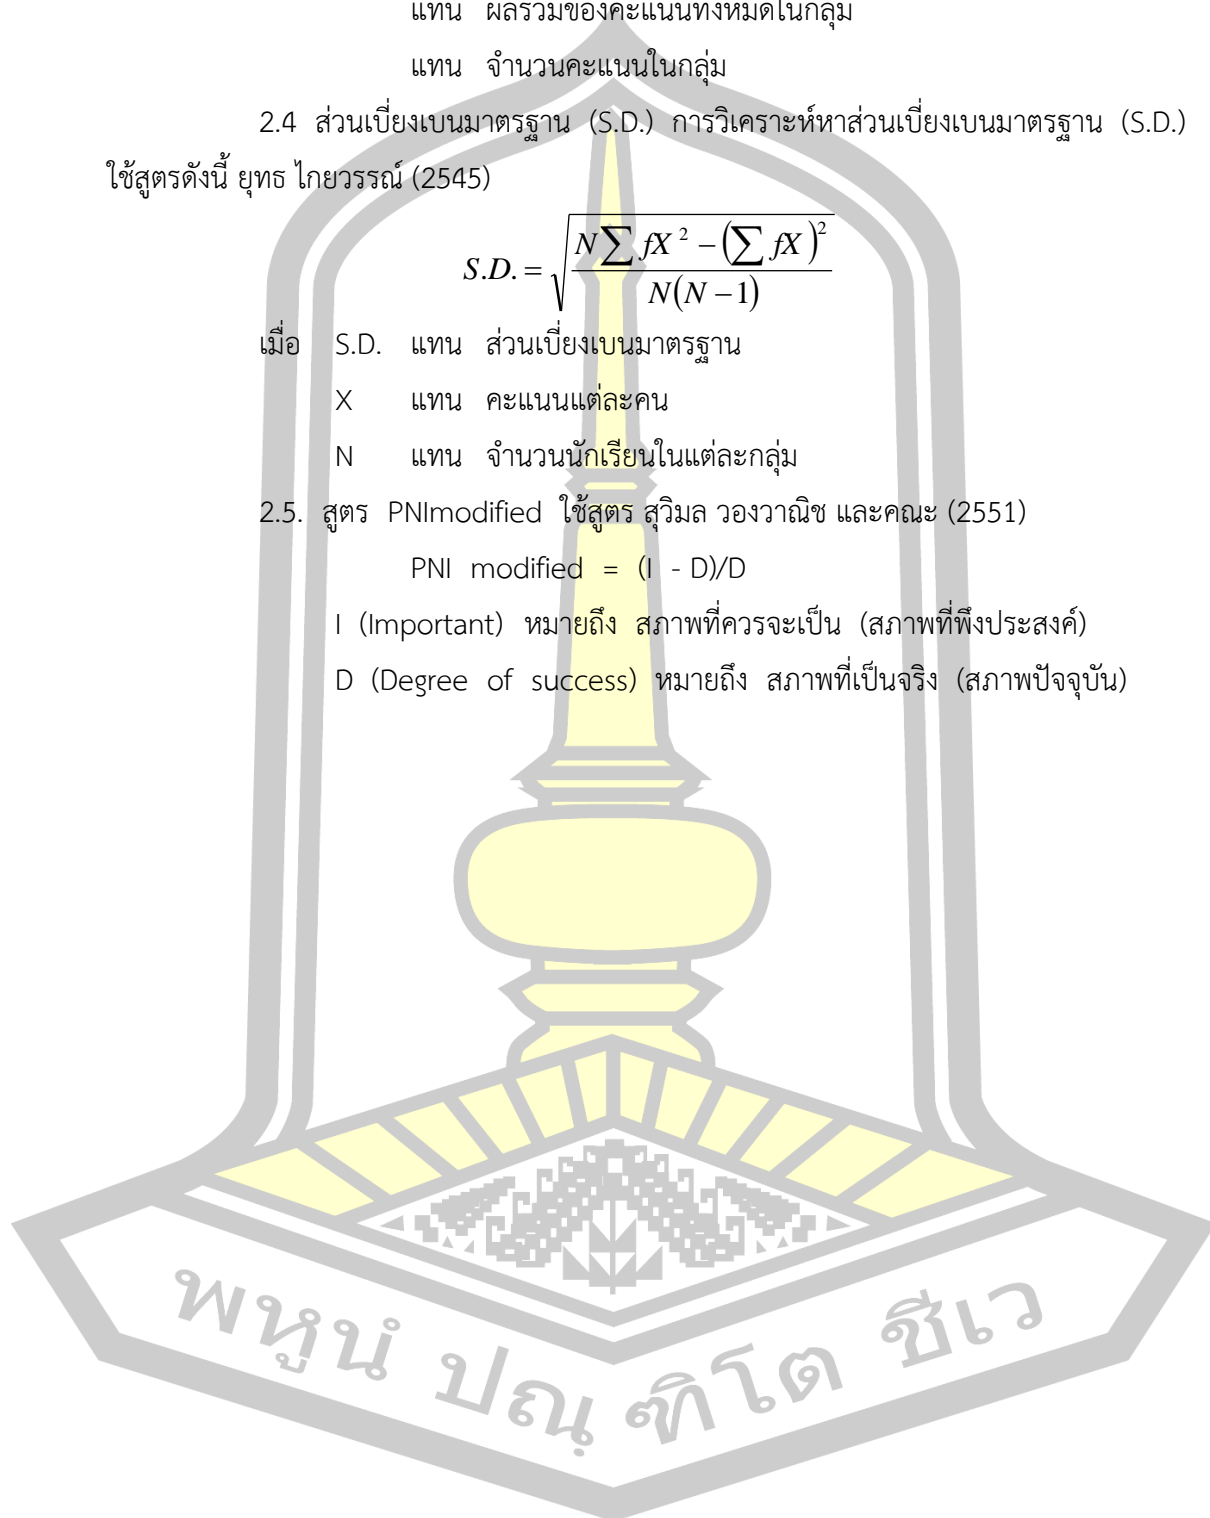 แทน ผลรวมของคะแนนทั้งหมดในกลุ่ม
แทน จำนวนคะแนนในกลุ่ม
2.4 ส่วนเบี่ยงเบนมาตรฐาน (S.D.) การวิเคราะห์หาส่วนเบี่ยงเบนมาตรฐาน (S.D.)
ใช้สูตรดังนี้ ยุทธ ไกยวรรณ์ (2545)
S.D. = √((N∑fX² − (∑fX)²) / (N(N − 1)))
เมื่อ S.D. แทน ส่วนเบี่ยงเบนมาตรฐาน
X แทน คะแนนแต่ละคน
N แทน จำนวนนักเรียนในแต่ละกลุ่ม
2.5. สูตร PNImodified ใช้สูตร สุวิมล วองวาณิช และคณะ (2551)
PNI modified = (I - D)/D
I (Important) หมายถึง สภาพที่ควรจะเป็น (สภาพที่พึงประสงค์)
D (Degree of success) หมายถึง สภาพที่เป็นจริง (สภาพปัจจุบัน)
พหูนํ ปณฺฑิโต ชีเว